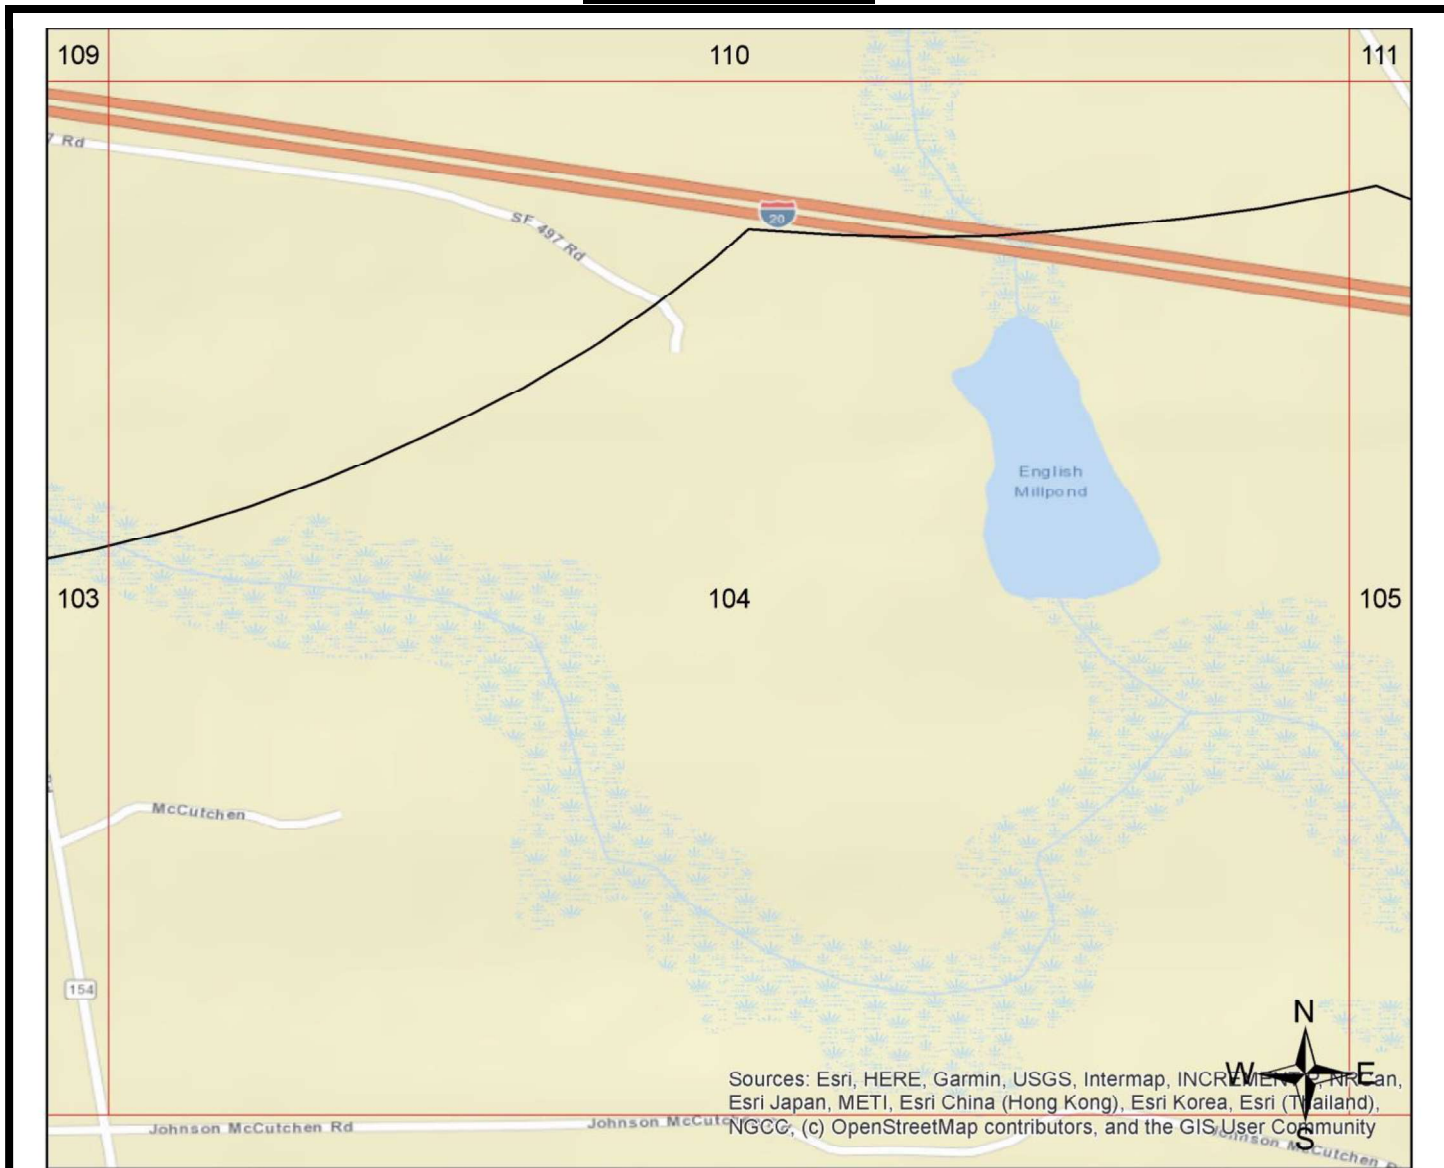 109
110
111
7 Rd
20
SF 497 Rd
English
Millpond
103
104
105
McCutchen
154
N
W
E
S
Sources: Esri, HERE, Garmin, USGS, Intermap, INCREMENT P, NRCan,
Esri Japan, METI, Esri China (Hong Kong), Esri Korea, Esri (Thailand),
NGCC, (c) OpenStreetMap contributors, and the GIS User Community
Johnson McCutchen Rd
Johnson McCutchen
Johnson McCutchen R